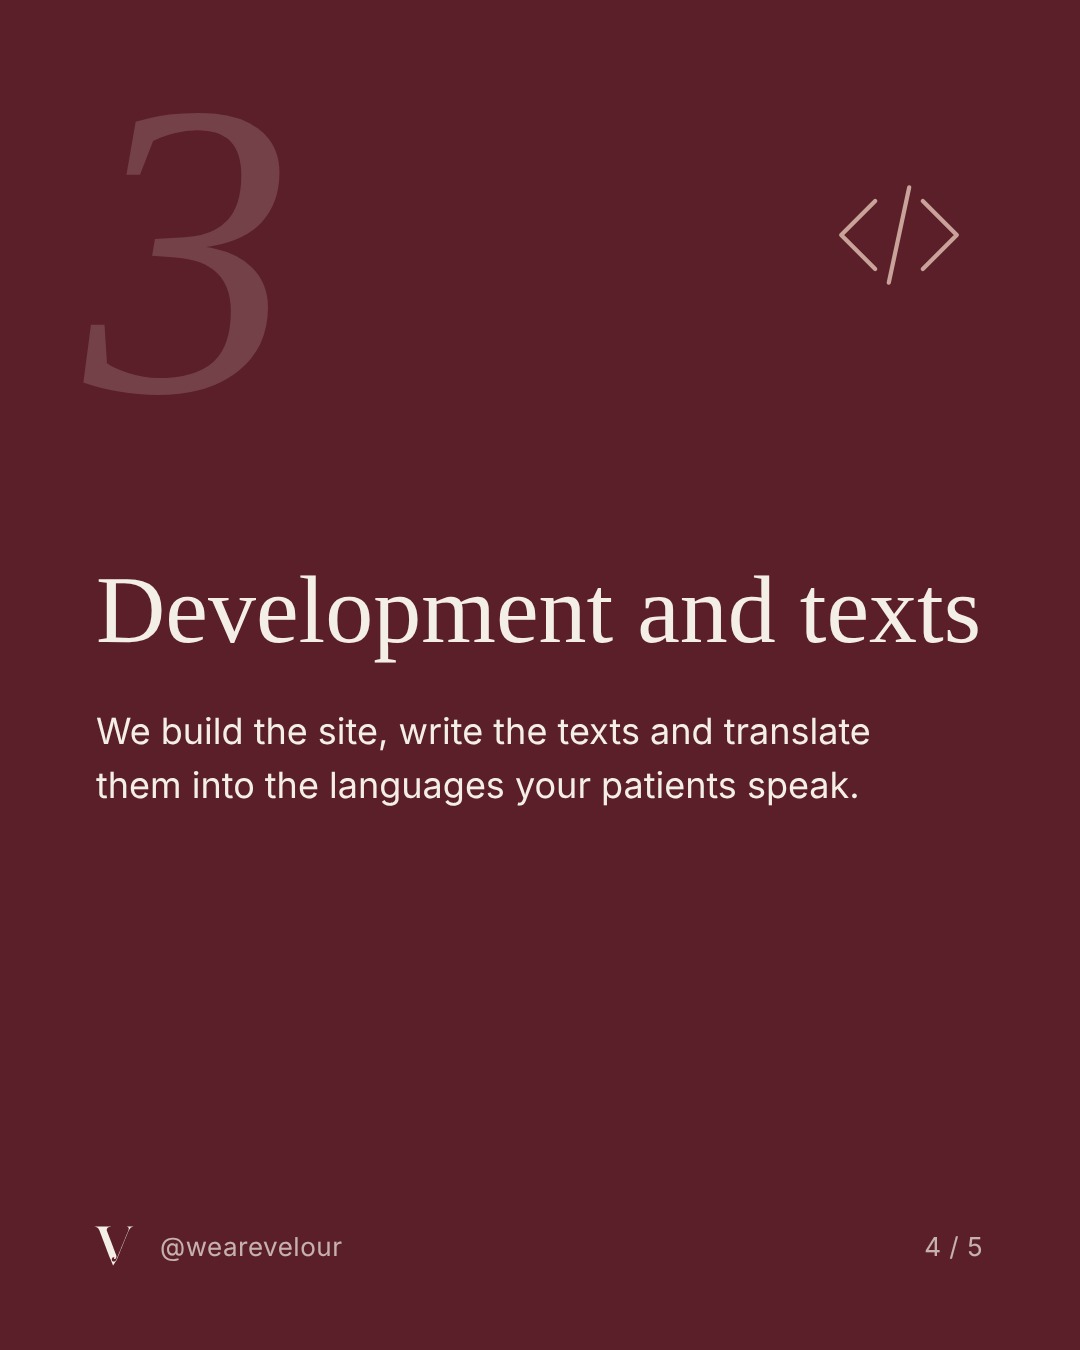 3
</>
Development and texts
We build the site, write the texts and translate
them into the languages your patients speak.
V @wearevelour
4 / 5